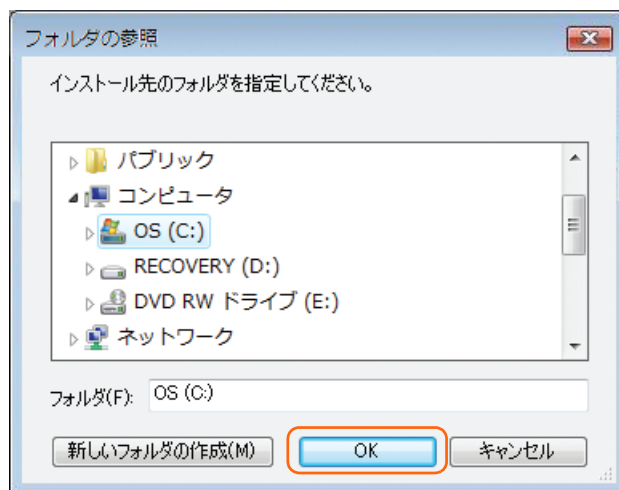 フォルダの参照
インストール先のフォルダを指定してください。
パブリック
コンピュータ
OS (C:)
RECOVERY (D:)
DVD RW ドライブ (E:)
ネットワーク
フォルダ(F): OS (C:)
新しいフォルダの作成(M) OK キャンセル